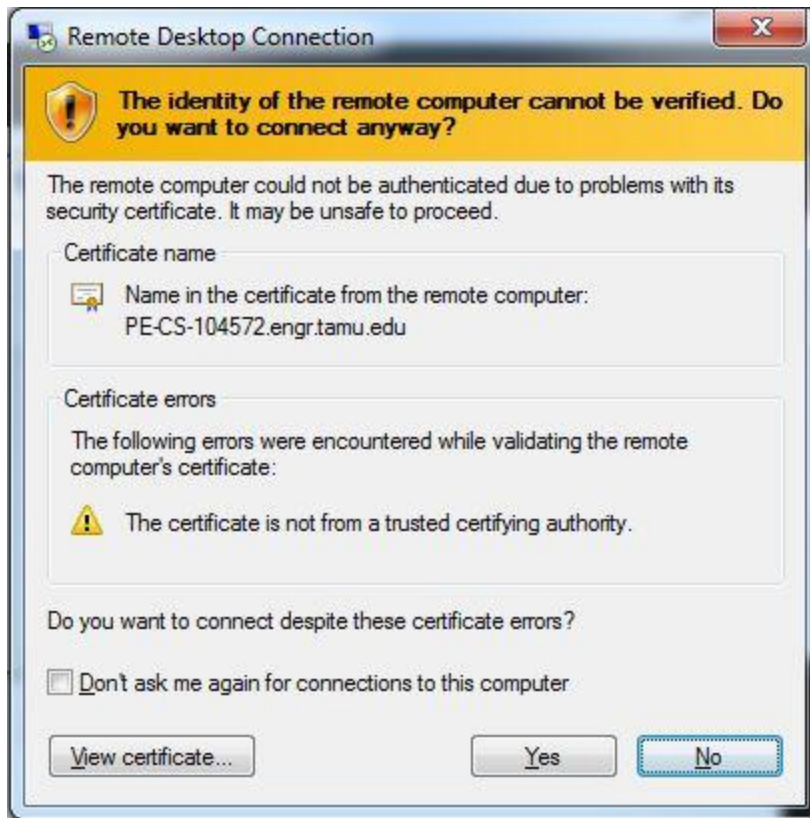 Remote Desktop Connection
The identity of the remote computer cannot be verified. Do
you want to connect anyway?
The remote computer could not be authenticated due to problems with its
security certificate. It may be unsafe to proceed.
Certificate name
Name in the certificate from the remote computer:
PE-CS-104572.engr.tamu.edu
Certificate errors
The following errors were encountered while validating the remote
computer's certificate:
The certificate is not from a trusted certifying authority.
Do you want to connect despite these certificate errors?
Don't ask me again for connections to this computer
View certificate... Yes No